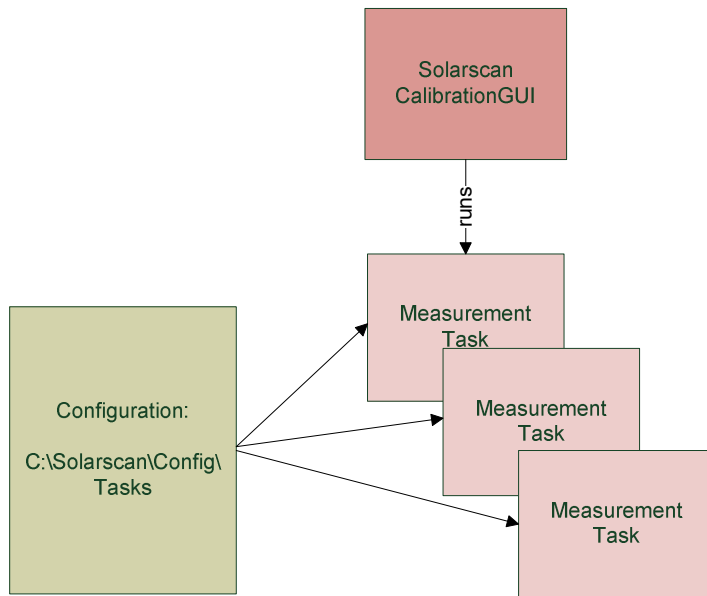 Solarscan
CalibrationGUI
runs
Measurement
Task
Configuration:
C:\Solarscan\Config\
Tasks
Measurement
Task
Measurement
Task